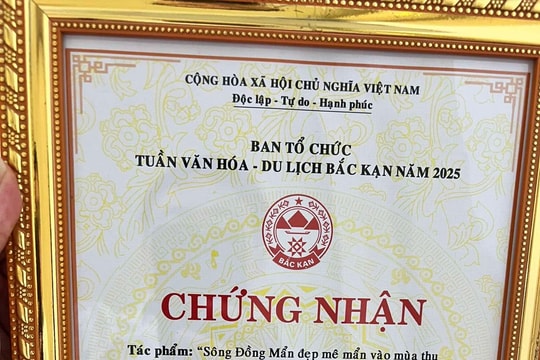 CỘNG HÒA XÃ HỘI CHỦ NGHĨA VIỆT NAM
Độc lập - Tự do - Hạnh phúc
BAN TỔ CHỨC
TUẦN VĂN HÓA - DU LỊCH BẮC KẠN NĂM 2025
BẮC KẠN
CHỨNG NHẬN
Tác phẩm: “Sông Đồng Mẩn đẹp mê mẩn vào mùa thu